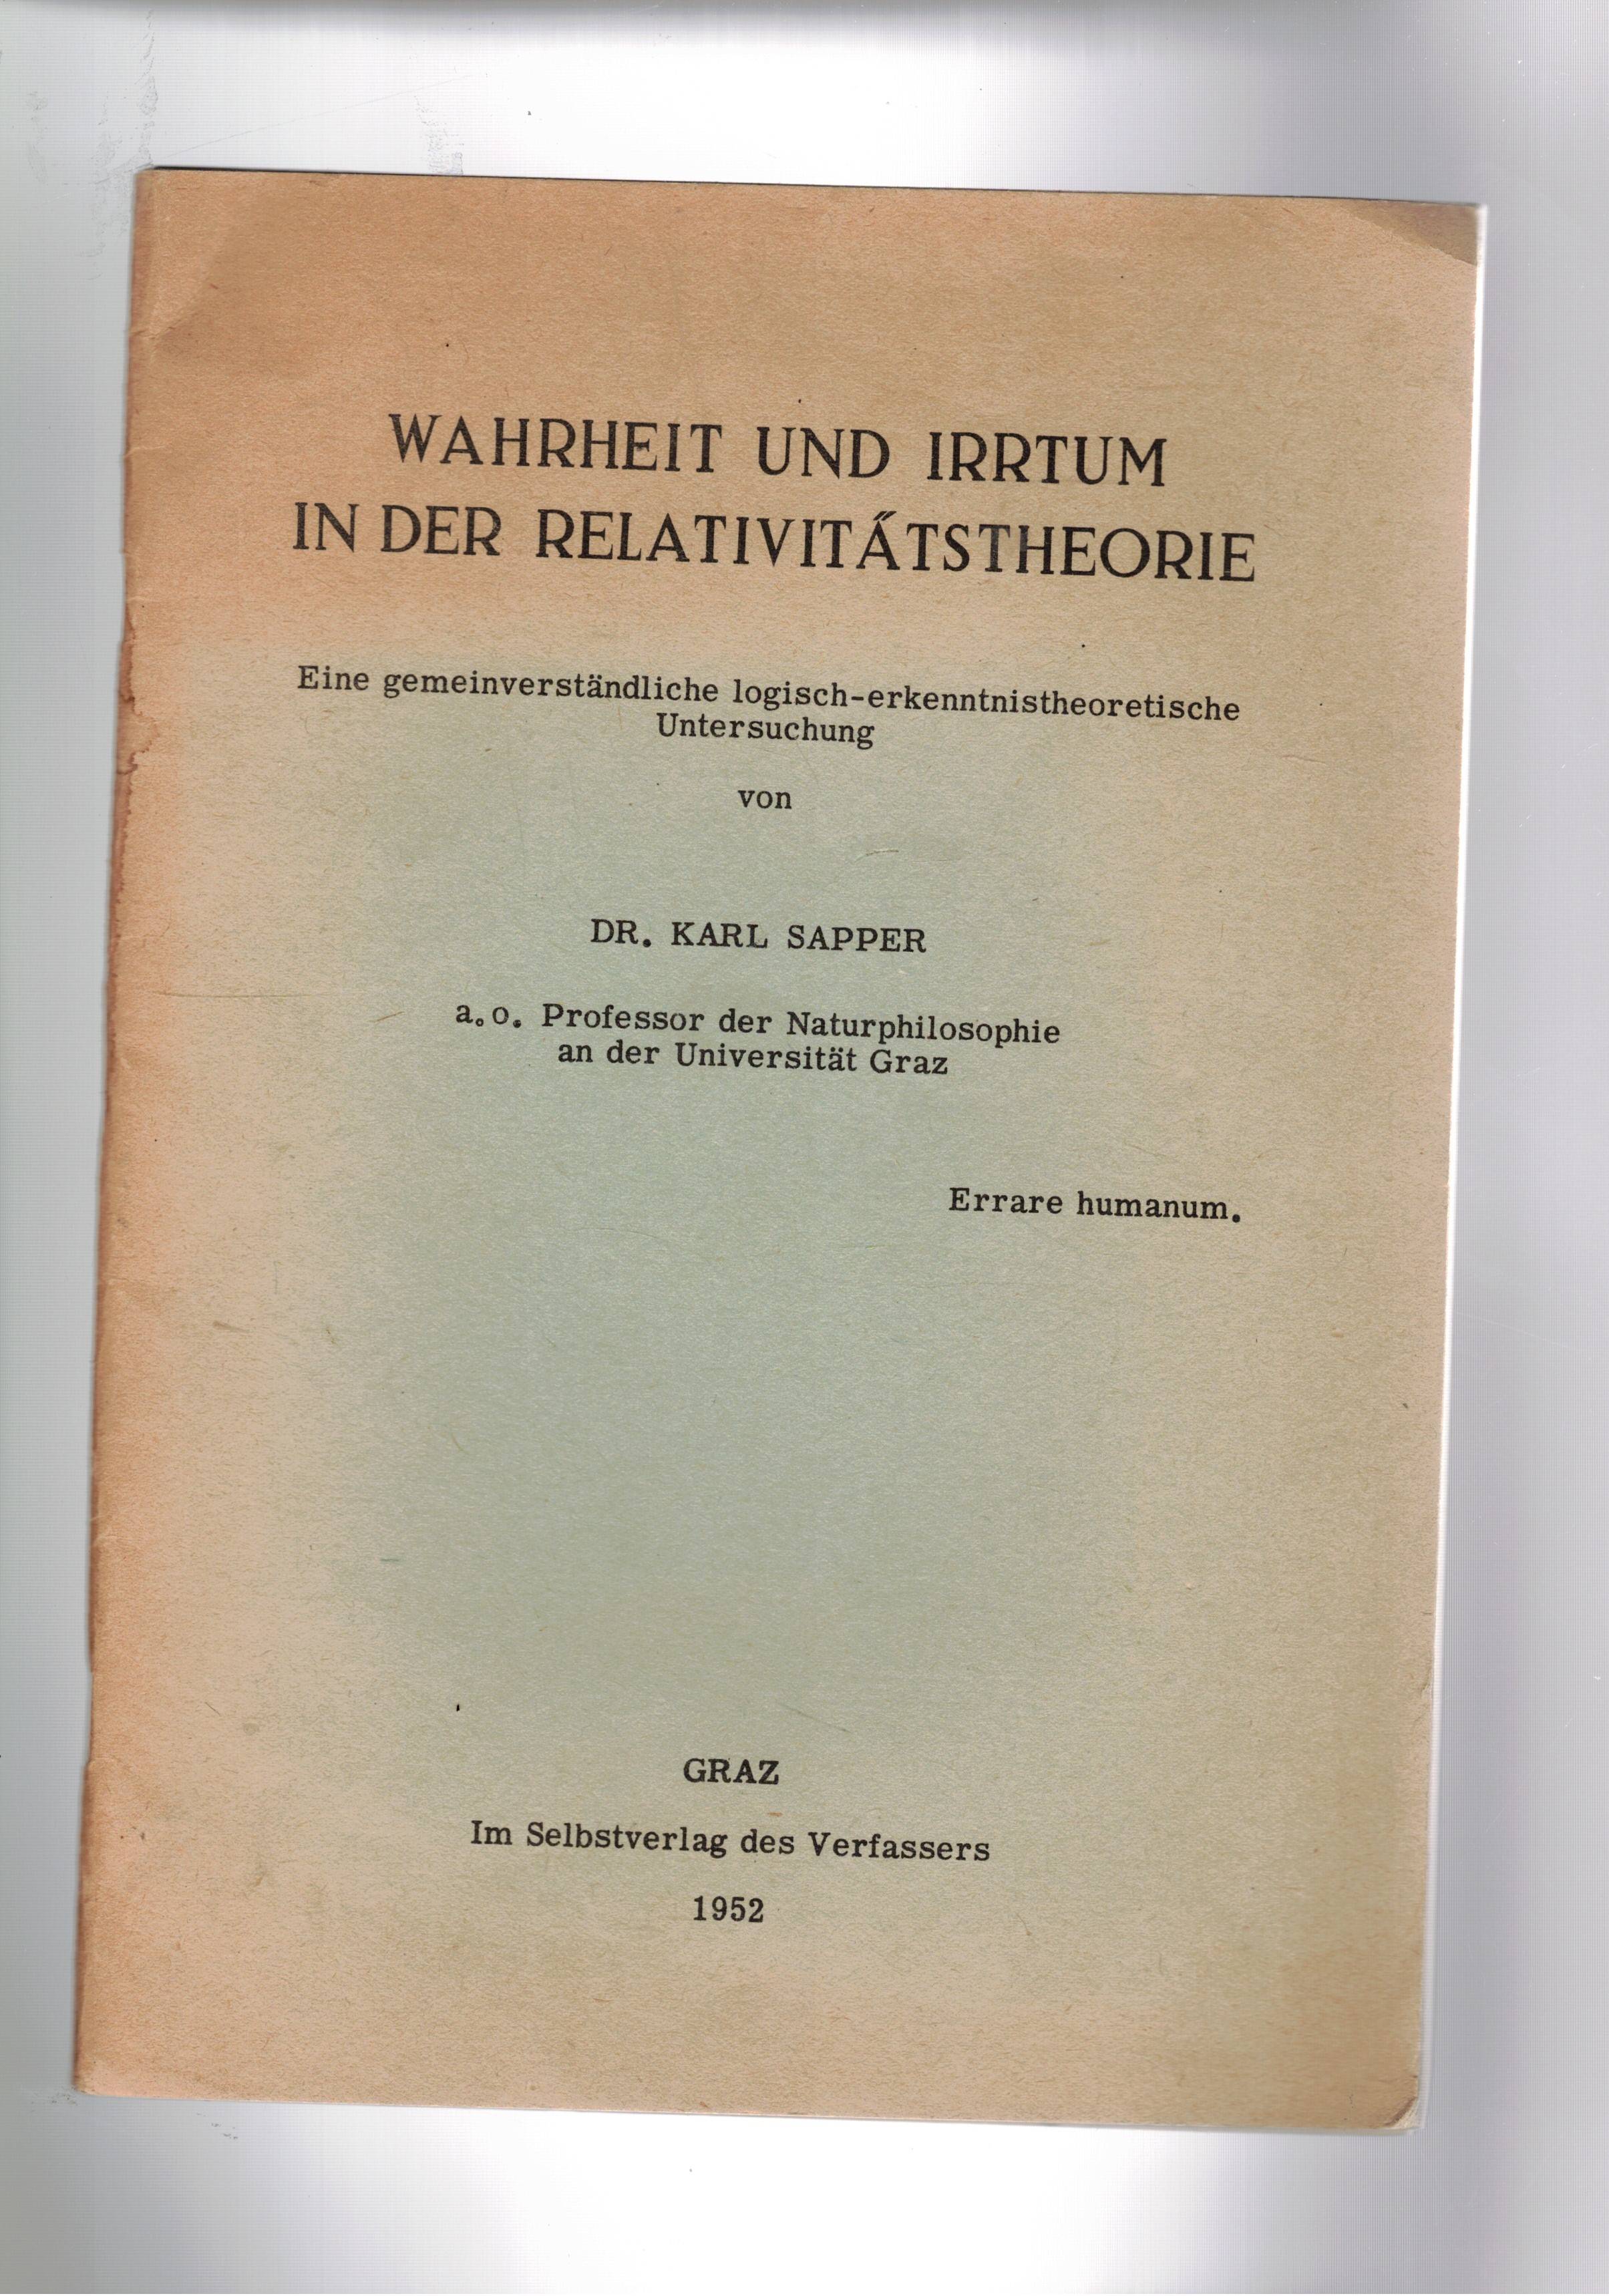 WAHRHEIT UND IRRTUM
IN DER RELATIVITÄTSTHEORIE
Eine gemeinverständliche logisch-erkenntnistheoretische
Untersuchung
von
DR. KARL SAPPER
a.o. Professor der Naturphilosophie
an der Universität Graz
Errare humanum.
GRAZ
Im Selbstverlag des Verfassers
1952